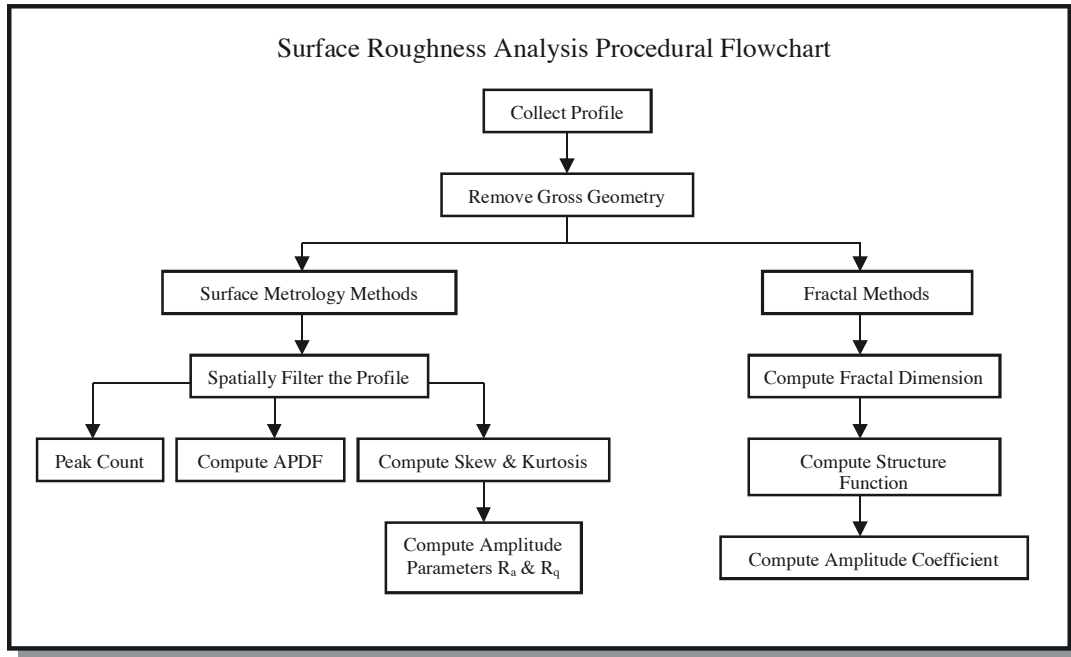 Surface Roughness Analysis Procedural Flowchart
Collect Profile
Remove Gross Geometry
Surface Metrology Methods
Fractal Methods
Spatially Filter the Profile
Compute Fractal Dimension
Peak Count
Compute APDF
Compute Skew & Kurtosis
Compute Structure
Function
Compute Amplitude
Parameters Ra & Rq
Compute Amplitude Coefficient